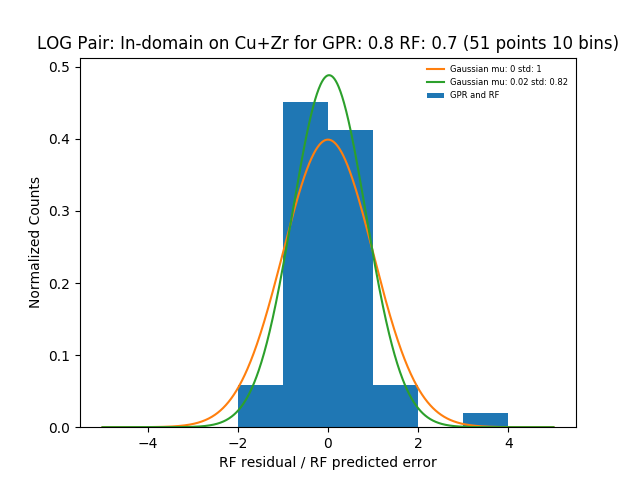 LOG Pair: In-domain on Cu+Zr for GPR: 0.8 RF: 0.7 (51 points 10 bins)
Gaussian mu: 0 std: 1
Gaussian mu: 0.02 std: 0.82
GPR and RF
0.5
0.4
0.3
0.2
0.1
0.0
Normalized Counts
−4
−2
0
2
4
RF residual / RF predicted error